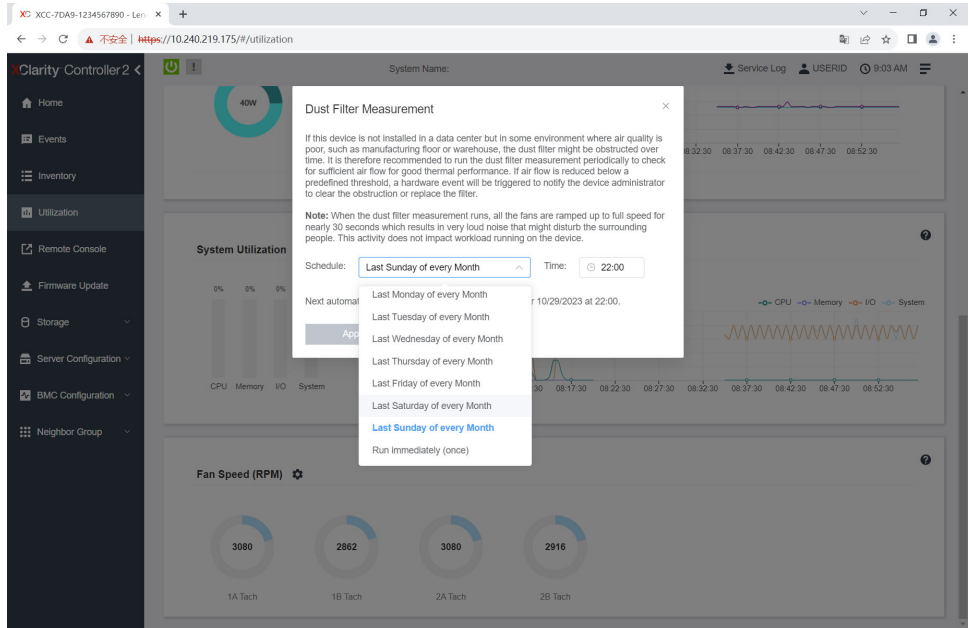 XC XCC-7DA9-1234567890 - Len
不安全 | https://10.240.219.175/#/utilization
XClarity Controller 2
System Name:
Service Log USERID 9:03 AM
Home
Events
Inventory
Utilization
Remote Console
Firmware Update
Storage
Server Configuration
BMC Configuration
Neighbor Group
40W
08:32:30 08:37:30 08:42:30 08:47:30 08:52:30
Dust Filter Measurement
If this device is not installed in a data center but in some environment where air quality is
poor, such as manufacturing floor or warehouse, the dust filter might be obstructed over
time. It is therefore recommended to run the dust filter measurement periodically to check
for sufficient air flow for good thermal performance. If air flow is reduced below a
predefined threshold, a hardware event will be triggered to notify the device administrator
to clear the obstruction or replace the filter.
Note: When the dust filter measurement runs, all the fans are ramped up to full speed for
nearly 30 seconds which results in very loud noise that might disturb the surrounding
people. This activity does not impact workload running on the device.
Schedule: Last Sunday of every Month Time: 22:00
Next automat r 10/29/2023 at 22:00.
App
Last Monday of every Month
Last Tuesday of every Month
Last Wednesday of every Month
Last Thursday of every Month
Last Friday of every Month
Last Saturday of every Month
Last Sunday of every Month
Run immediately (once)
System Utilization
0% 0% 0%
CPU Memory I/O System
CPU Memory I/O System
:30 08:17:30 08:22:30 08:27:30 08:32:30 08:37:30 08:42:30 08:47:30 08:52:30
Fan Speed (RPM)
3080 2862 3080 2916
1A Tach 1B Tach 2A Tach 2B Tach